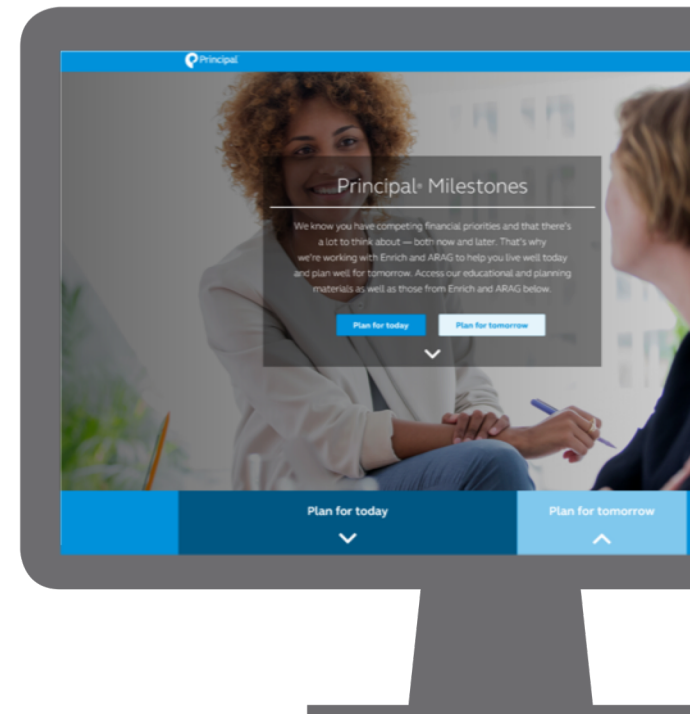 Principal
Principal® Milestones
We know you have competing financial priorities and that there's
a lot to think about — both now and later. That's why
we're working with Enrich and ARAG to help you live well today
and plan well for tomorrow. Access our educational and planning
materials as well as those from Enrich and ARAG below.
Plan for today Plan for tomorrow
Plan for today Plan for tomorrow